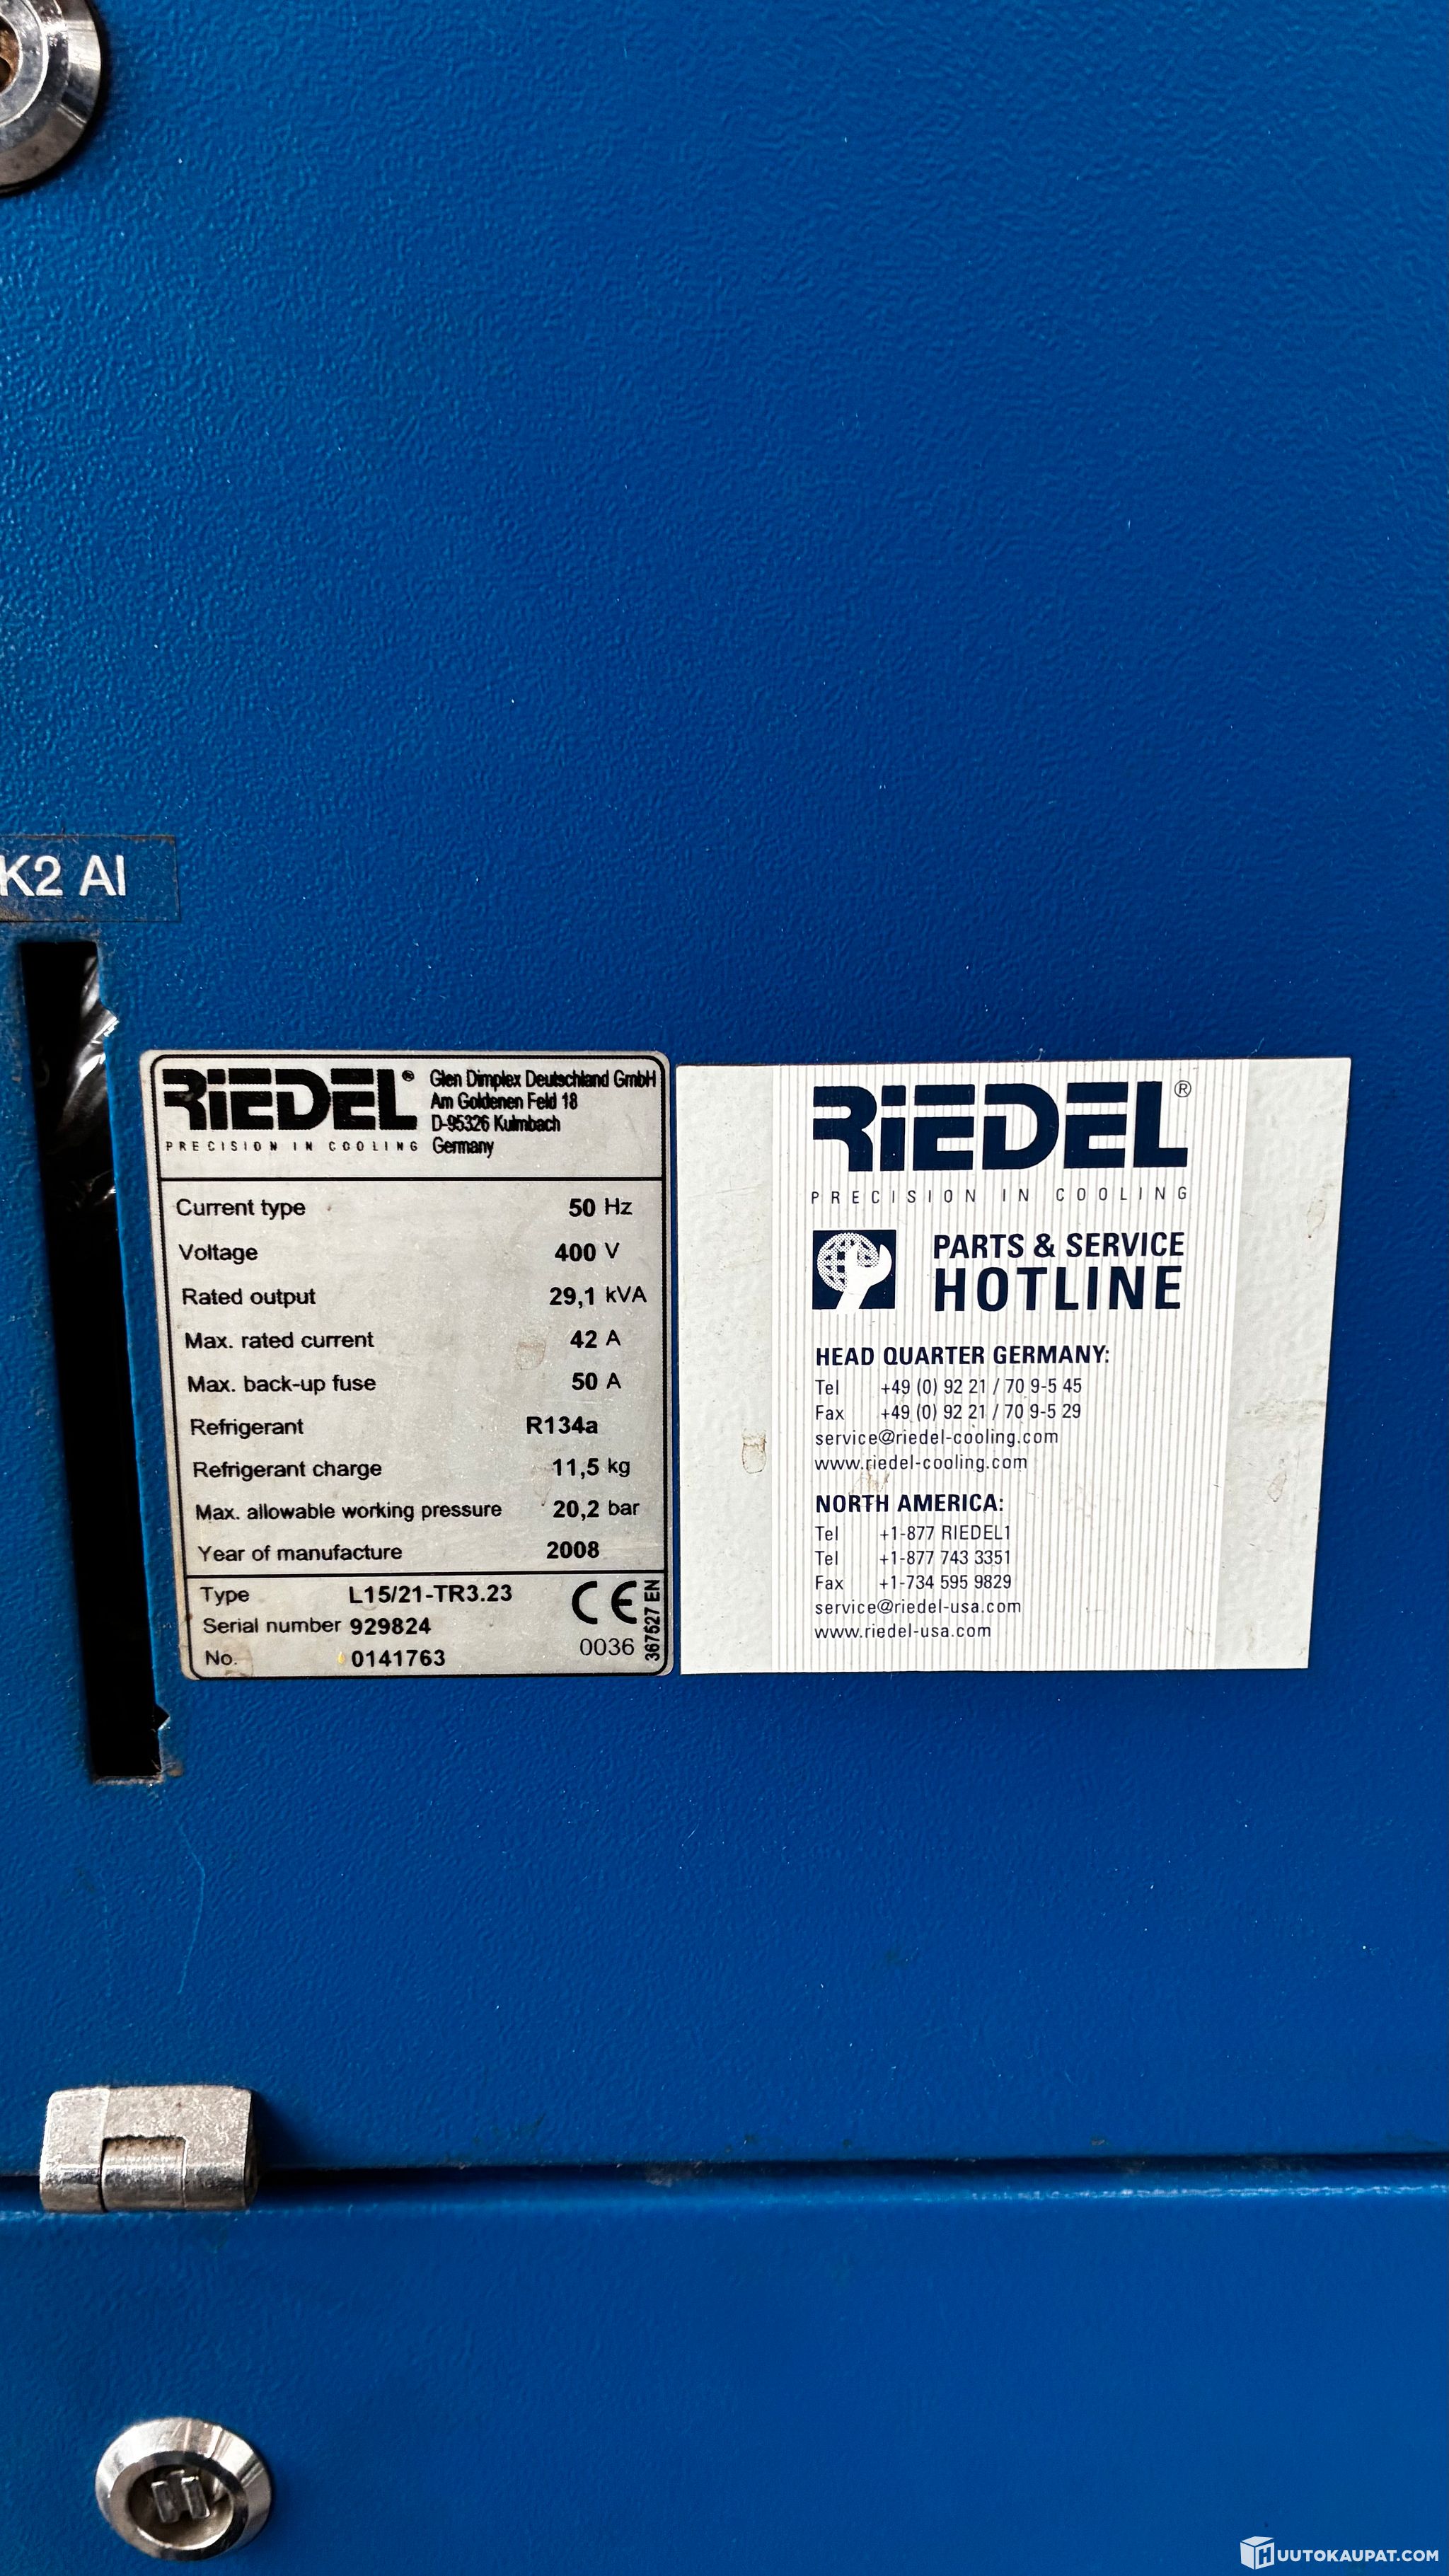 K2 AI
RIEDEL®
PRECISION IN COOLING
Glen Dimplex Deutschland GmbH
Am Goldenen Feld 18
D-95326 Kulmbach
Germany
Current type 50 Hz
Voltage 400 V
Rated output 29,1 kVA
Max. rated current 42 A
Max. back-up fuse 50 A
Refrigerant R134a
Refrigerant charge 11,5 kg
Max. allowable working pressure 20,2 bar
Year of manufacture 2008
Type L15/21-TR3.23
Serial number 929824
No. 0141763
CE
0036
367527 EN
RIEDEL®
PRECISION IN COOLING
PARTS & SERVICE
HOTLINE
HEAD QUARTER GERMANY:
Tel +49 (0) 92 21 / 70 9-5 45
Fax +49 (0) 92 21 / 70 9-5 29
service@riedel-cooling.com
www.riedel-cooling.com
NORTH AMERICA:
Tel +1-877 RIEDEL1
Tel +1-877 743 3351
Fax +1-734 595 9829
service@riedel-usa.com
www.riedel-usa.com
HUUTOKAUPAT.COM